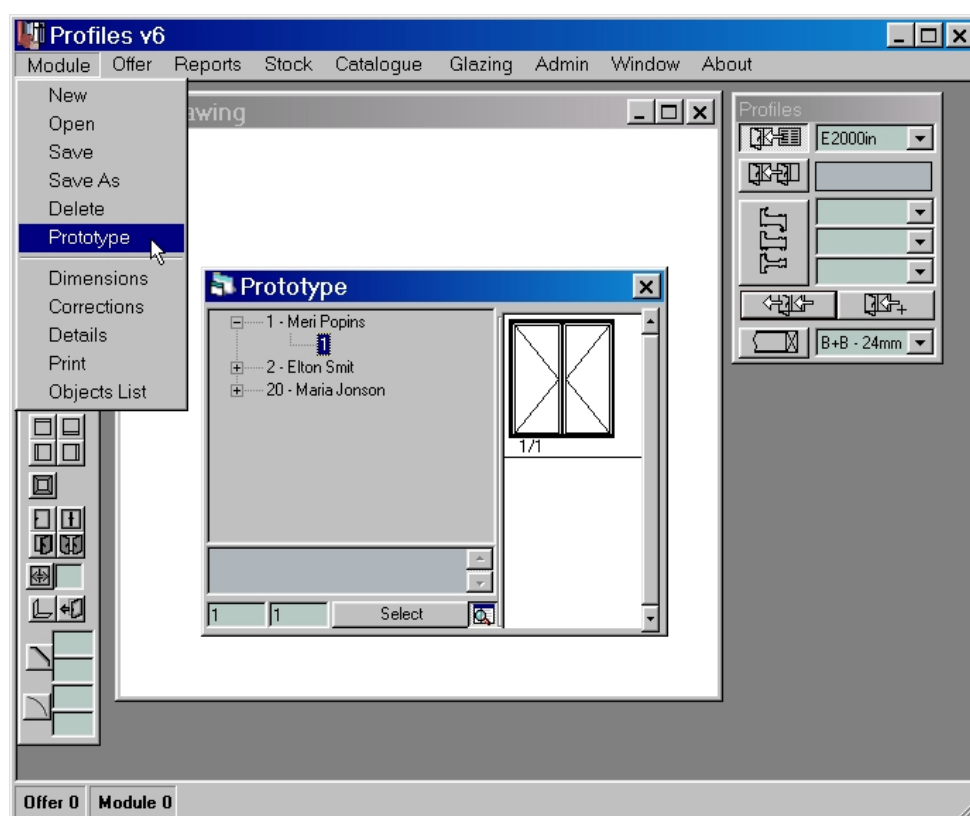 Profiles v6
Module Offer Reports Stock Catalogue Glazing Admin Window About
New
Open
Save
Save As
Delete
Prototype
Dimensions
Corrections
Details
Print
Objects List
awing
Profiles
E2000in
B+B - 24mm
Prototype
1 - Meri Popins
1
2 - Elton Smit
20 - Maria Jonson
1/1
1 1 Select
Offer 0 Module 0